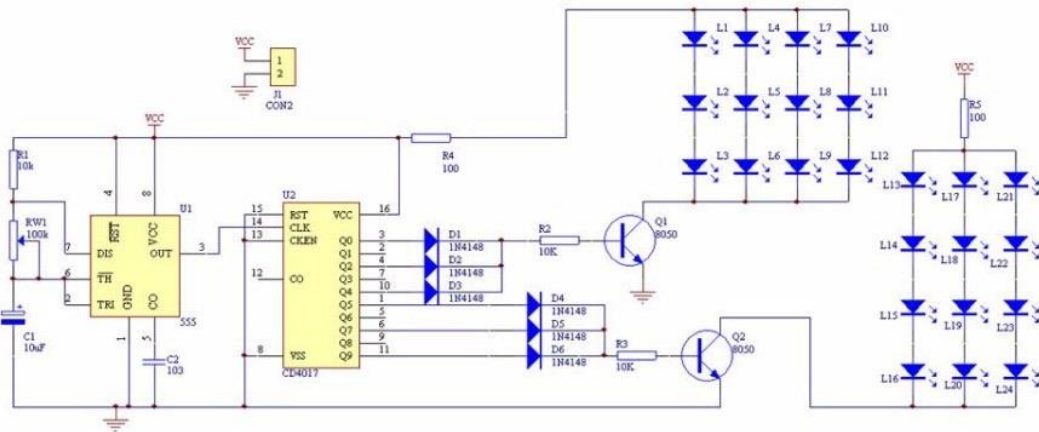 VCC
1
2
J1
CON2
VCC
R1
10k
RW1
100k
C1
10uF
4
8
U1
RST
VCC
7
DIS
OUT
3
6
TH
2
TRI
GND
CO
555
1
5
C2
103
R4
100
U2
15
RST
VCC
16
14
CLK
13
CKEN
Q0
3
Q1
2
Q2
4
12
CO
Q3
7
Q4
10
Q5
1
Q6
5
Q7
6
Q8
9
8
VSS
Q9
11
CD4017
D1
1N4148
D2
1N4148
D3
1N4148
D4
1N4148
D5
1N4148
D6
1N4148
R2
10K
Q1
8050
R3
10K
Q2
8050
L1
L4
L7
L10
L2
L5
L8
L11
L3
L6
L9
L12
VCC
R5
100
L13
L17
L21
L14
L18
L22
L15
L19
L23
L16
L20
L24